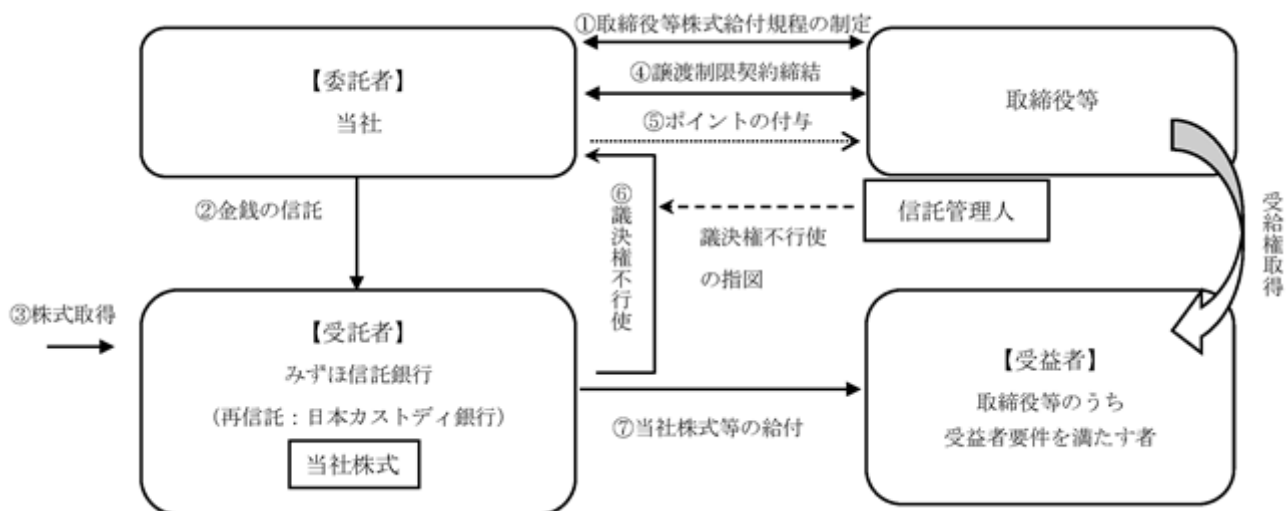 ①取締役等株式給付規程の制定
【委託者】
当社
④譲渡制限契約締結
取締役等
⑤ポイントの付与
②金銭の信託
⑥議決権不行使
信託管理人
議決権不行使
の指図
受給権取得
③株式取得
【受託者】
みずほ信託銀行
(再信託:日本カストディ銀行)
当社株式
⑦当社株式等の給付
【受益者】
取締役等のうち
受益者要件を満たす者